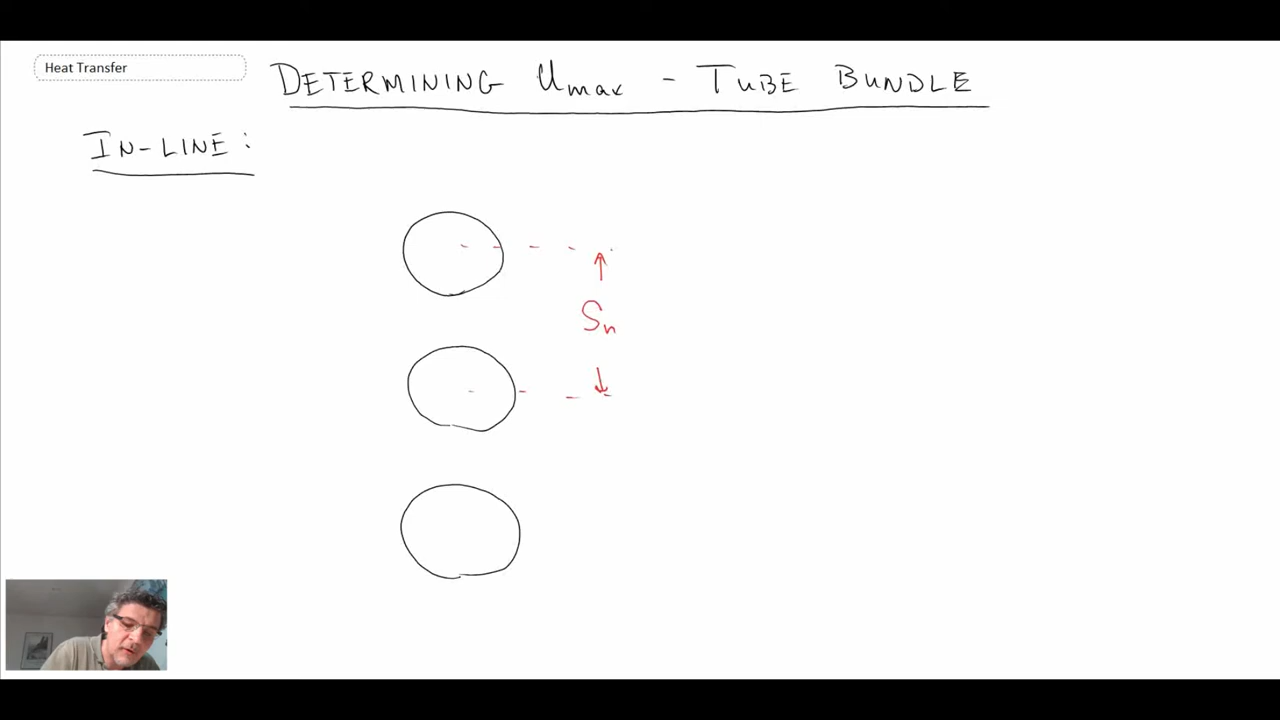 Heat Transfer
DETERMINING Umax - TUBE BUNDLE
IN-LINE:
Sn